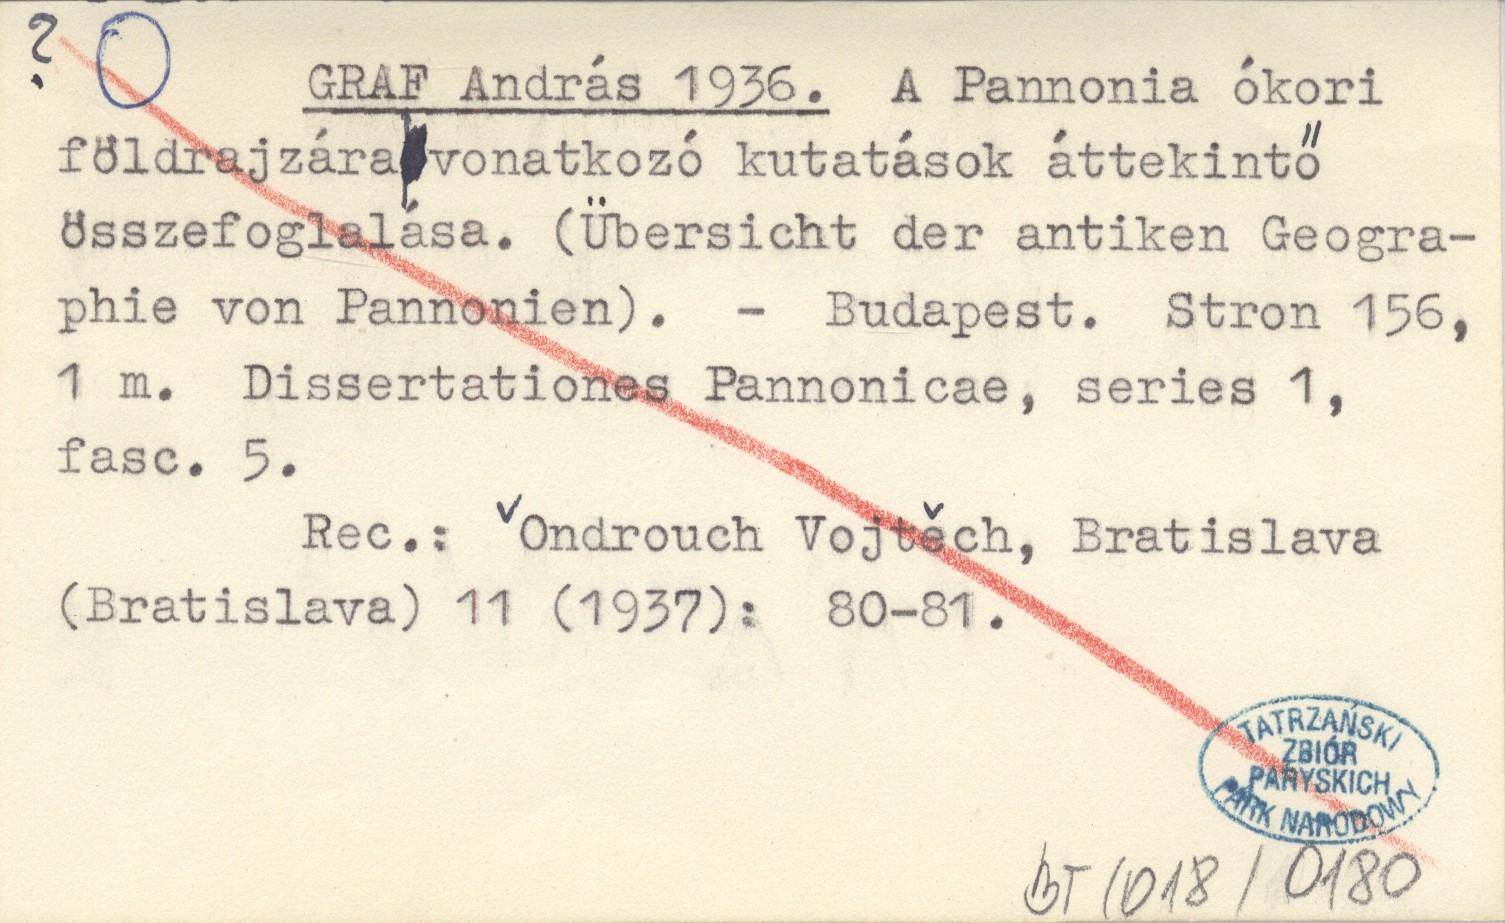 ?
GRAF András 1936. A Pannonia ókori
földrajzára vonatkozó kutatások áttekintő
összefoglalása. (Übersicht der antiken Geogra-
phie von Pannonien). - Budapest. Stron 156,
1 m. Dissertationes Pannonicae, series 1,
fasc. 5.
Rec.: Ondrouch Vojtěch, Bratislava
(Bratislava) 11 (1937): 80-81.
TATRZAŃSKI
ZBIÓR
PARYSKICH
PARK NARODOWY
018 / 0180